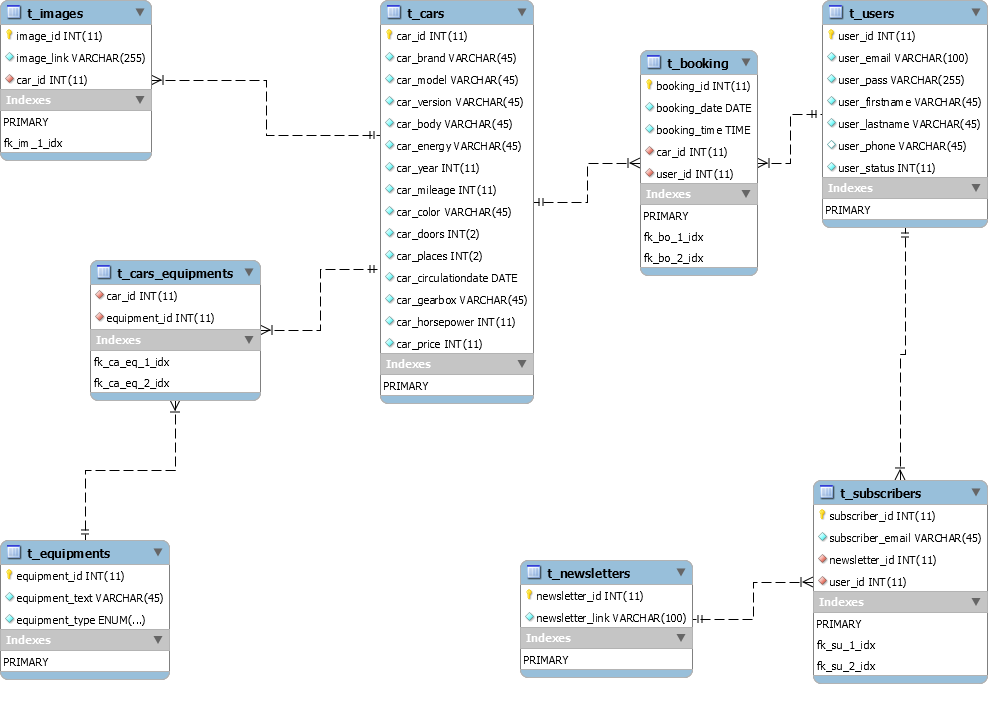 t_images
image_id INT(11)
image_link VARCHAR(255)
car_id INT(11)
Indexes
PRIMARY
fk_im _1_idx
t_cars
car_id INT(11)
car_brand VARCHAR(45)
car_model VARCHAR(45)
car_version VARCHAR(45)
car_body VARCHAR(45)
car_energy VARCHAR(45)
car_year INT(11)
car_mileage INT(11)
car_color VARCHAR(45)
car_doors INT(2)
car_places INT(2)
car_circulationdate DATE
car_gearbox VARCHAR(45)
car_horsepower INT(11)
car_price INT(11)
Indexes
PRIMARY
t_booking
booking_id INT(11)
booking_date DATE
booking_time TIME
car_id INT(11)
user_id INT(11)
Indexes
PRIMARY
fk_bo_1_idx
fk_bo_2_idx
t_users
user_id INT(11)
user_email VARCHAR(100)
user_pass VARCHAR(255)
user_firstname VARCHAR(45)
user_lastname VARCHAR(45)
user_phone VARCHAR(45)
user_status INT(11)
Indexes
PRIMARY
t_cars_equipments
car_id INT(11)
equipment_id INT(11)
Indexes
fk_ca_eq_1_idx
fk_ca_eq_2_idx
t_equipments
equipment_id INT(11)
equipment_text VARCHAR(45)
equipment_type ENUM(...)
Indexes
PRIMARY
t_newsletters
newsletter_id INT(11)
newsletter_link VARCHAR(100)
Indexes
PRIMARY
t_subscribers
subscriber_id INT(11)
subscriber_email VARCHAR(45)
newsletter_id INT(11)
user_id INT(11)
Indexes
PRIMARY
fk_su_1_idx
fk_su_2_idx